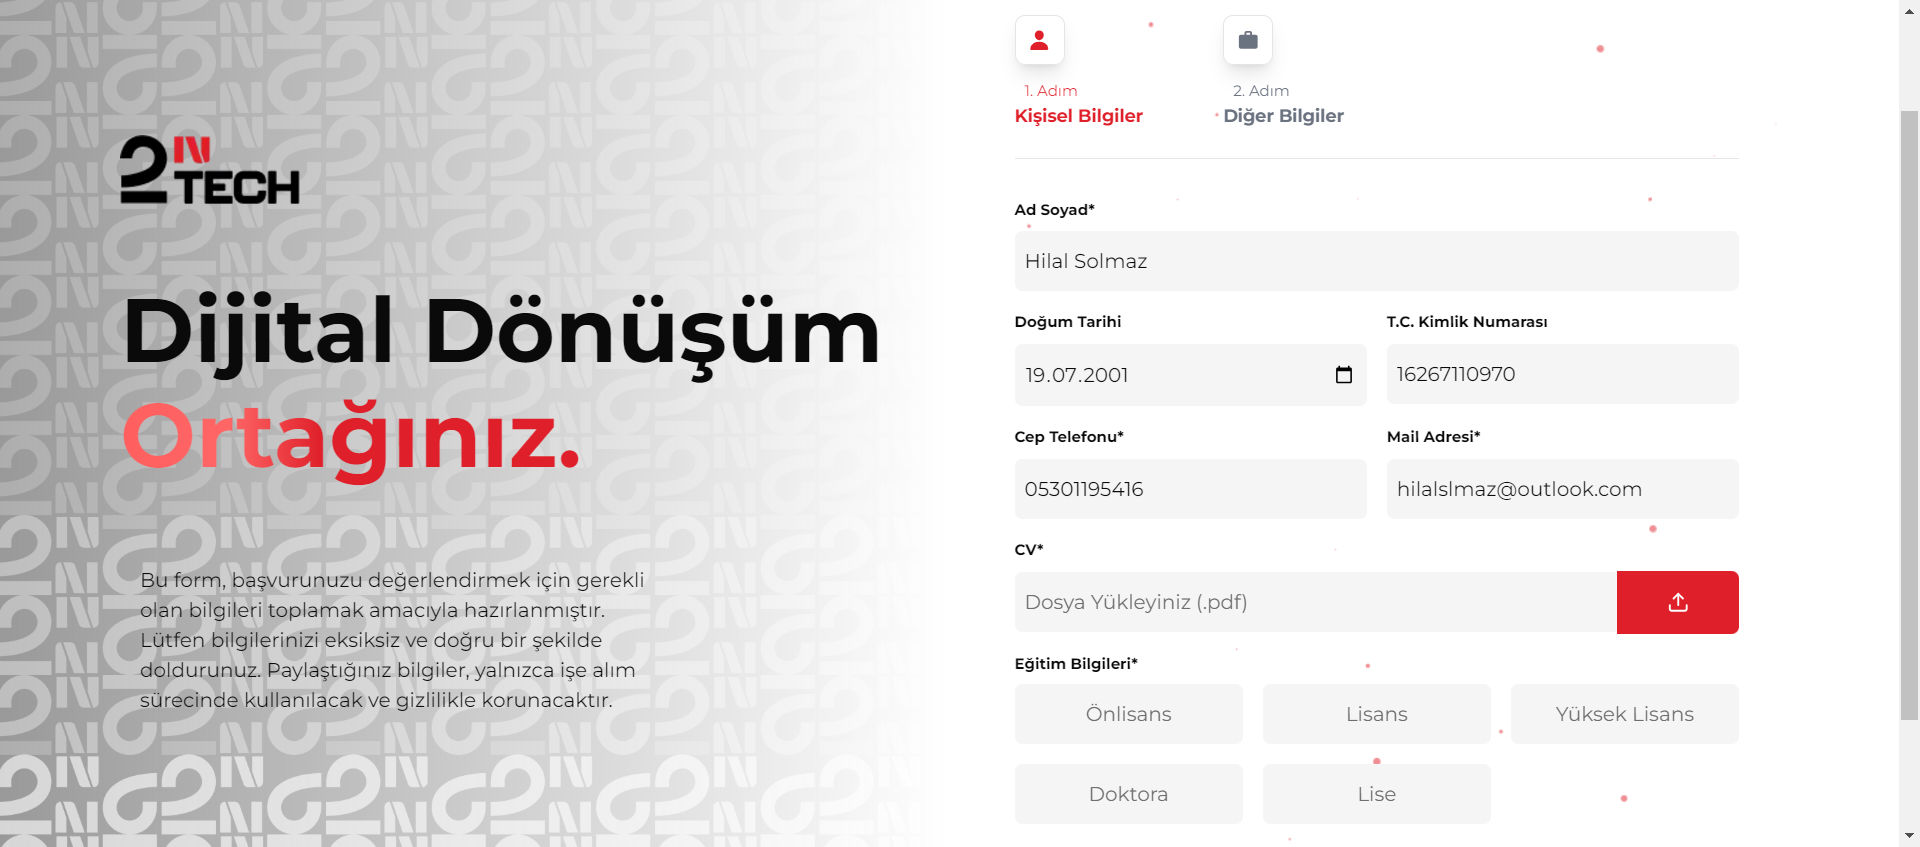 2IN
TECH
Dijital Dönüşüm
Ortağınız.
Bu form, başvurunuzu değerlendirmek için gerekli
olan bilgileri toplamak amacıyla hazırlanmıştır.
Lütfen bilgilerinizi eksiksiz ve doğru bir şekilde
doldurunuz. Paylaştığınız bilgiler, yalnızca işe alım
sürecinde kullanılacak ve gizlilikle korunacaktır.
1. Adım
Kişisel Bilgiler
2. Adım
Diğer Bilgiler
Ad Soyad*
Hilal Solmaz
Doğum Tarihi
19.07.2001
T.C. Kimlik Numarası
16267110970
Cep Telefonu*
05301195416
Mail Adresi*
hilalslmaz@outlook.com
CV*
Dosya Yükleyiniz (.pdf)
Eğitim Bilgileri*
Önlisans
Lisans
Yüksek Lisans
Doktora
Lise